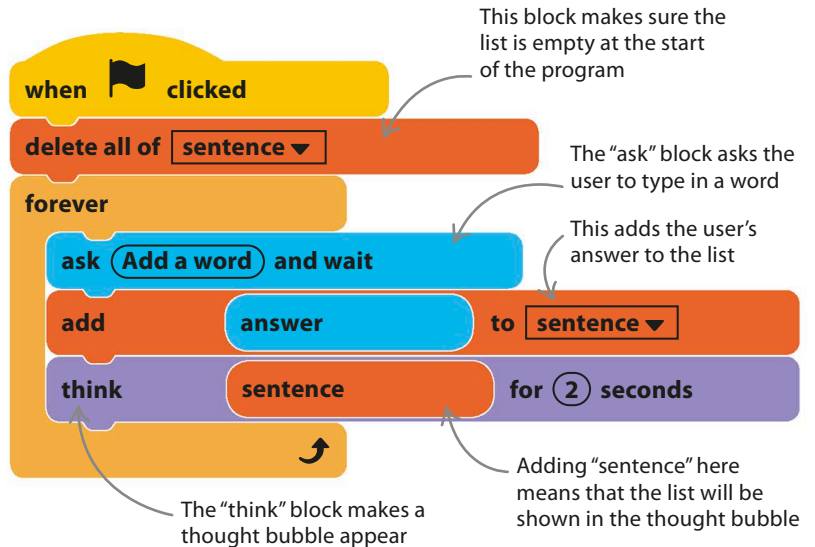 This block makes sure the
list is empty at the start
of the program
when clicked
delete all of sentence
The “ask” block asks the
user to type in a word
forever
This adds the user’s
answer to the list
ask Add a word and wait
add answer to sentence
think sentence for 2 seconds
Adding “sentence” here
means that the list will be
shown in the thought bubble
The “think” block makes a
thought bubble appear